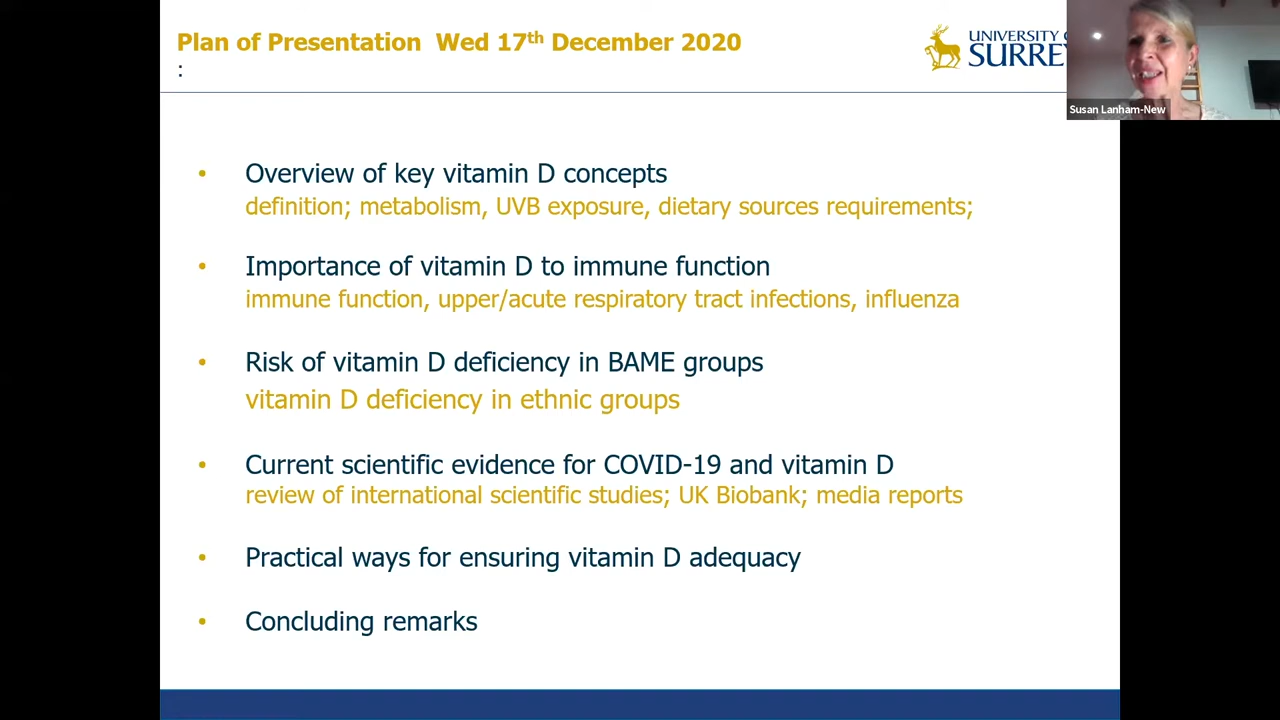 Plan of Presentation Wed 17th December 2020
:
UNIVERSITY
SURREY
Susan Lanham-New
• Overview of key vitamin D concepts
definition; metabolism, UVB exposure, dietary sources requirements;
• Importance of vitamin D to immune function
immune function, upper/acute respiratory tract infections, influenza
• Risk of vitamin D deficiency in BAME groups
vitamin D deficiency in ethnic groups
• Current scientific evidence for COVID-19 and vitamin D
review of international scientific studies; UK Biobank; media reports
• Practical ways for ensuring vitamin D adequacy
• Concluding remarks